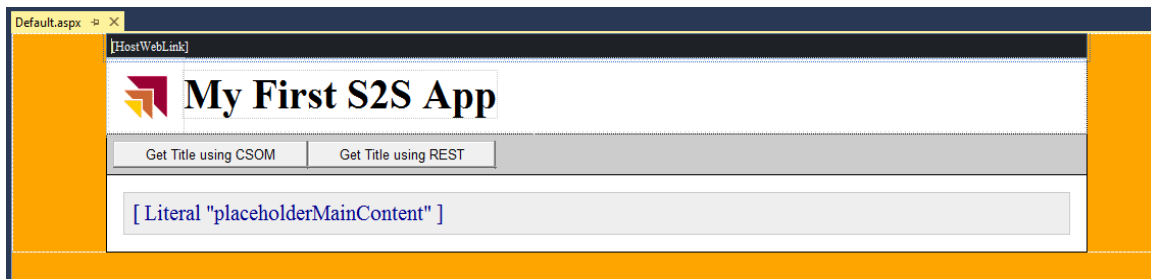 Default.aspx
[HostWebLink]
My First S2S App
Get Title using CSOM Get Title using REST
[ Literal "placeholderMainContent" ]